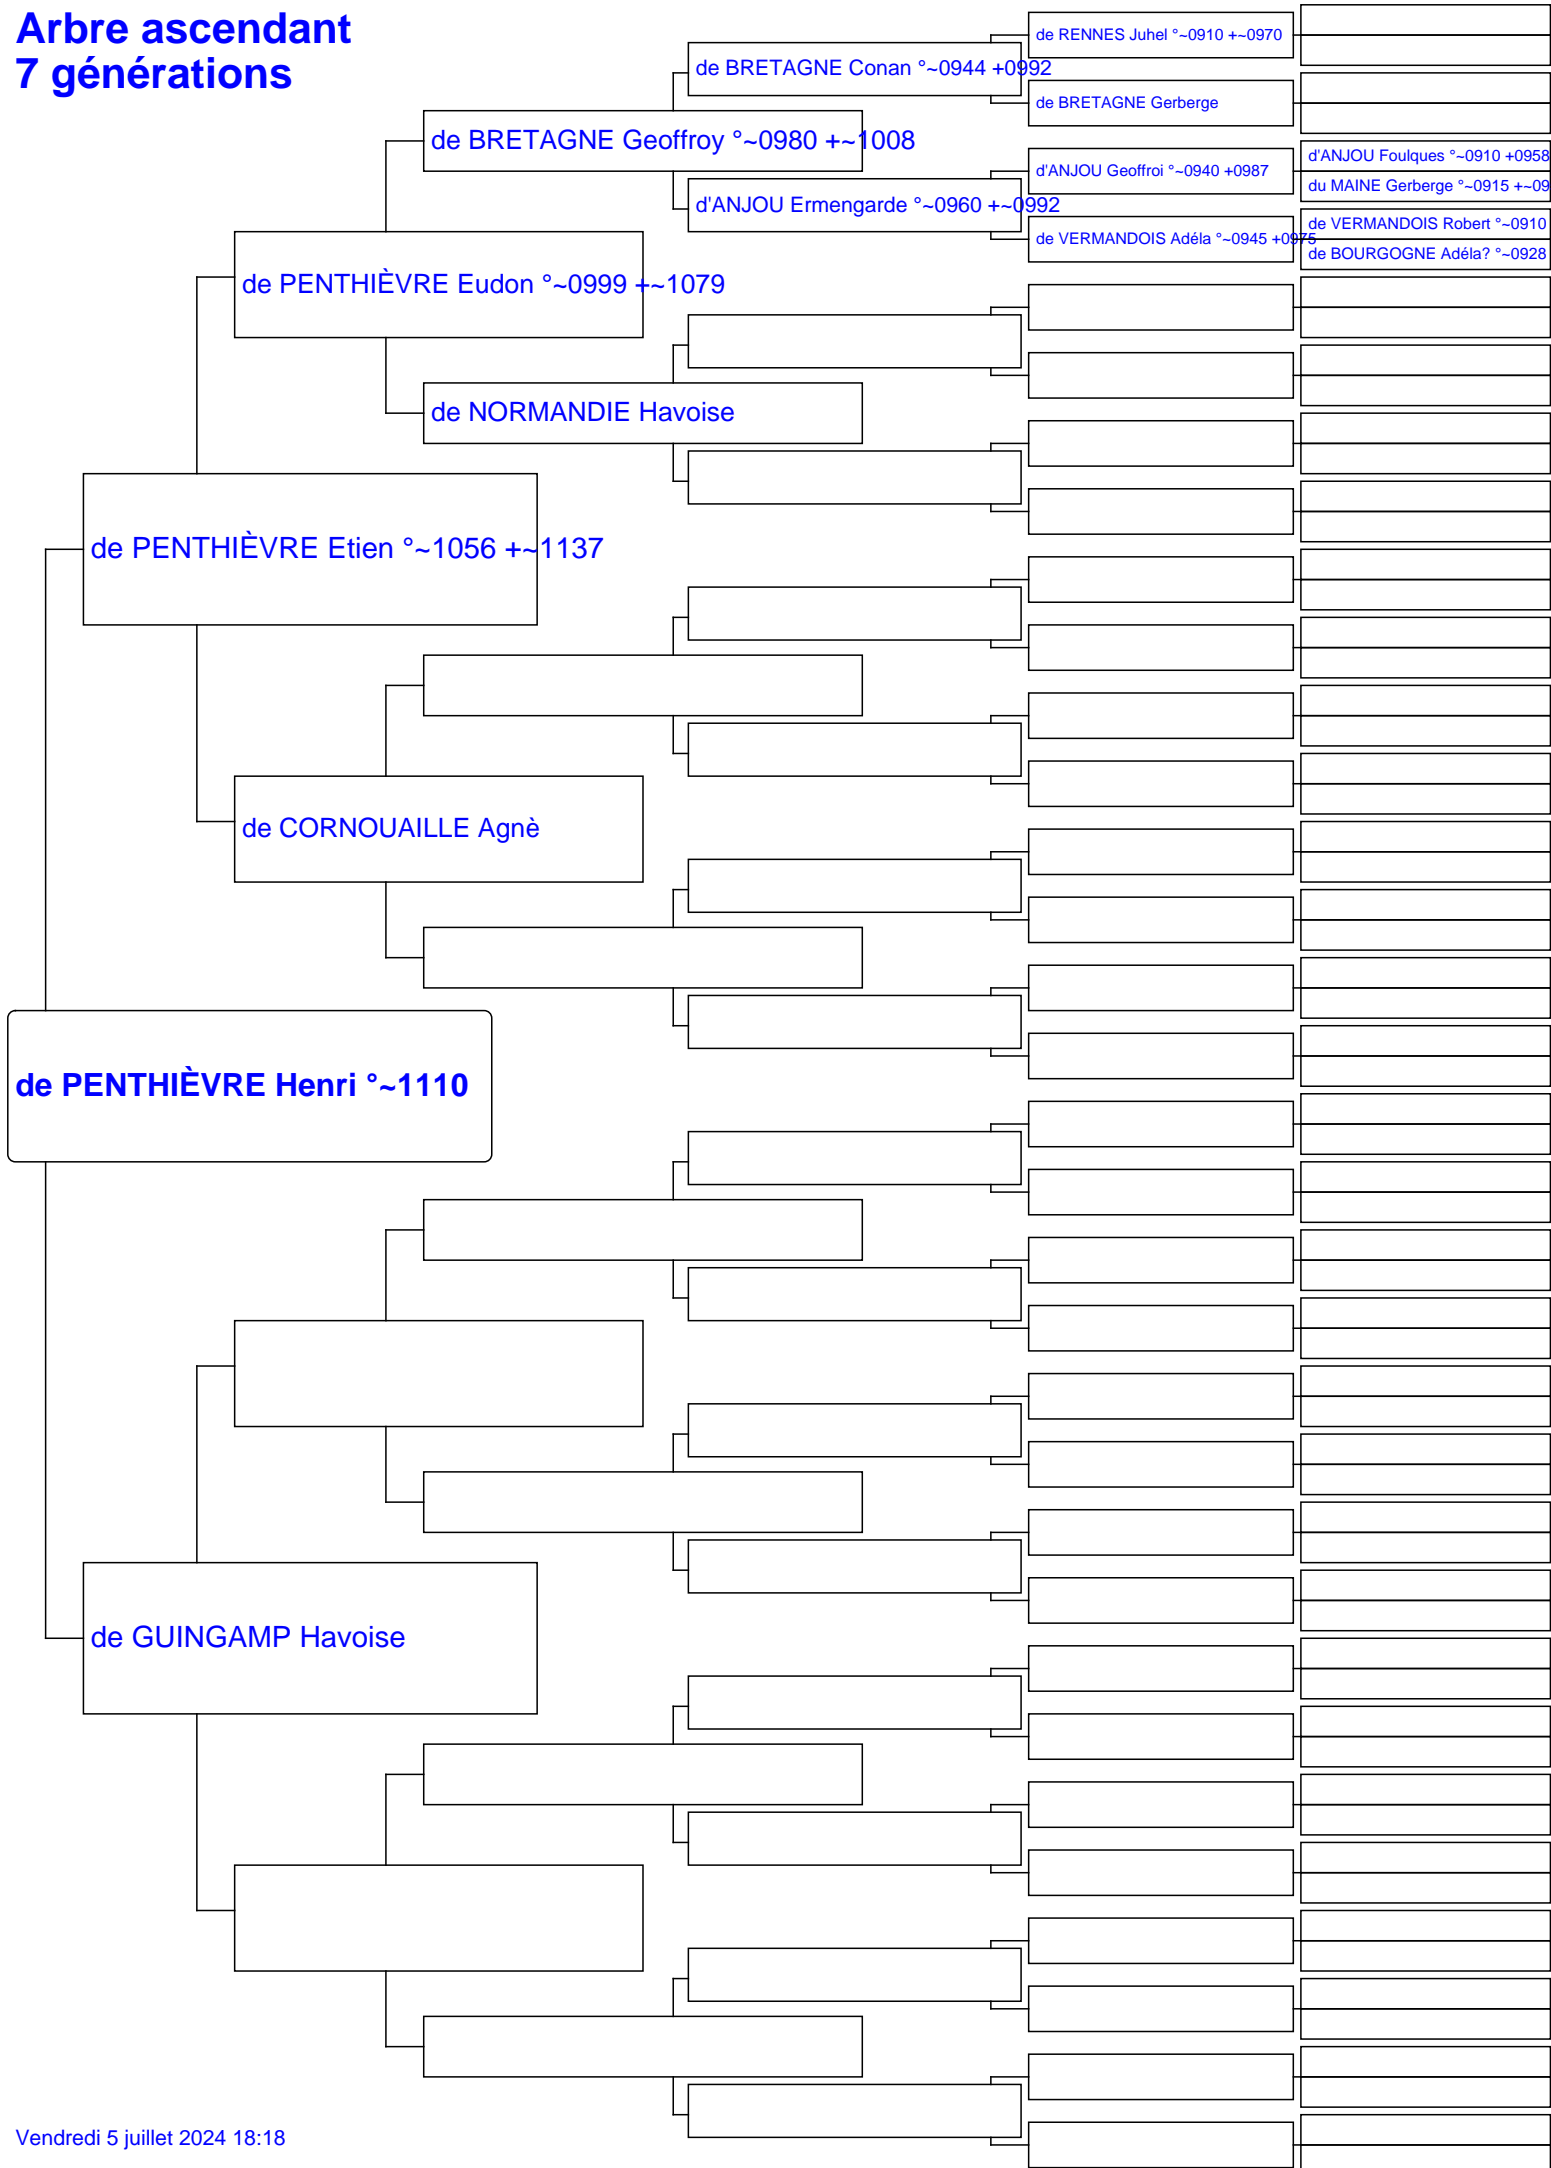 Arbre ascendant
7 générations
de RENNES Juhel °~0910 +~0970
de BRETAGNE Conan °~0944 +0992
de BRETAGNE Gerberge
de BRETAGNE Geoffroy °~0980 +~1008
d'ANJOU Foulques °~0910 +0958
d'ANJOU Geoffroi °~0940 +0987
du MAINE Gerberge °~0915 +~09
d'ANJOU Ermengarde °~0960 +~0992
de VERMANDOIS Robert °~0910
de VERMANDOIS Adéla °~0945 +0975
de BOURGOGNE Adéla? °~0928
de PENTHIÈVRE Eudon °~0999 +~1079
de NORMANDIE Havoise
de PENTHIÈVRE Etien °~1056 +~1137
de CORNOUAILLE Agnè
de PENTHIÈVRE Henri °~1110
de GUINGAMP Havoise
Vendredi 5 juillet 2024 18:18